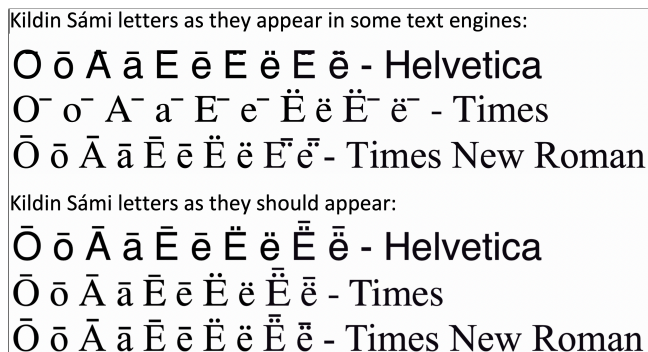 Kildin Sámi letters as they appear in some text engines:
Ō ō Ā ā Ē ē Ë ë Ë̄ ë̄ - Helvetica
O¯ o¯ A¯ a¯ E¯ e¯ Ë ë Ë¯ ë¯ - Times
Ō ō Ā ā Ē ē Ë ë Ë̄ ë̄ - Times New Roman
Kildin Sámi letters as they should appear:
Ō ō Ā ā Ē ē Ë ë Ë̄ ë̄ - Helvetica
Ō ō Ā ā Ē ē Ë ë Ë̄ ë̄ - Times
Ō ō Ā ā Ē ē Ë ë Ë̄ ë̄ - Times New Roman